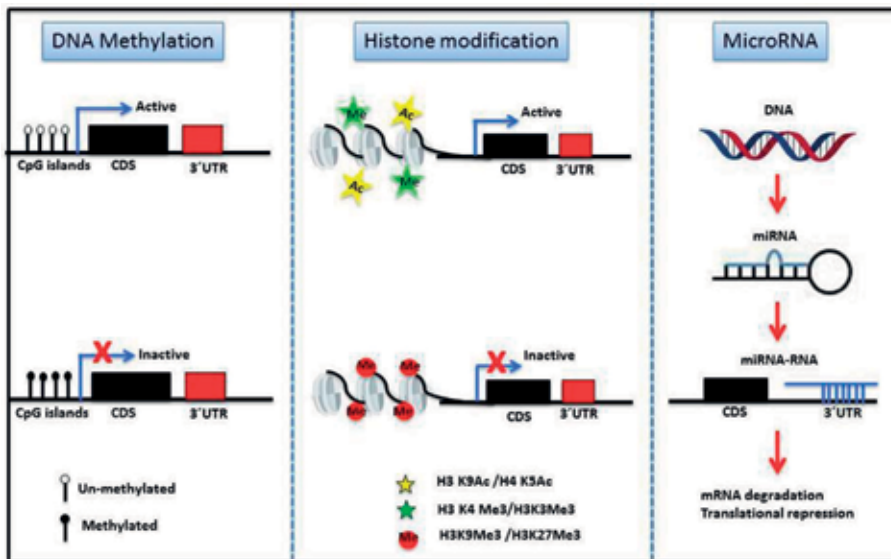 DNA Methylation
Active
CpG islands
CDS
3´UTR
Inactive
CpG islands
CDS
3´UTR
Un-methylated
Methylated
Histone modification
Me
Ac
Active
Ac
Me
CDS
3´UTR
Me
Me
Inactive
Me
Me
CDS
3´UTR
H3 K9Ac /H4 K5Ac
H3 K4 Me3/H3K3Me3
Me H3K9Me3 /H3K27Me3
MicroRNA
DNA
miRNA
miRNA-RNA
CDS
3´UTR
mRNA degradation
Translational repression